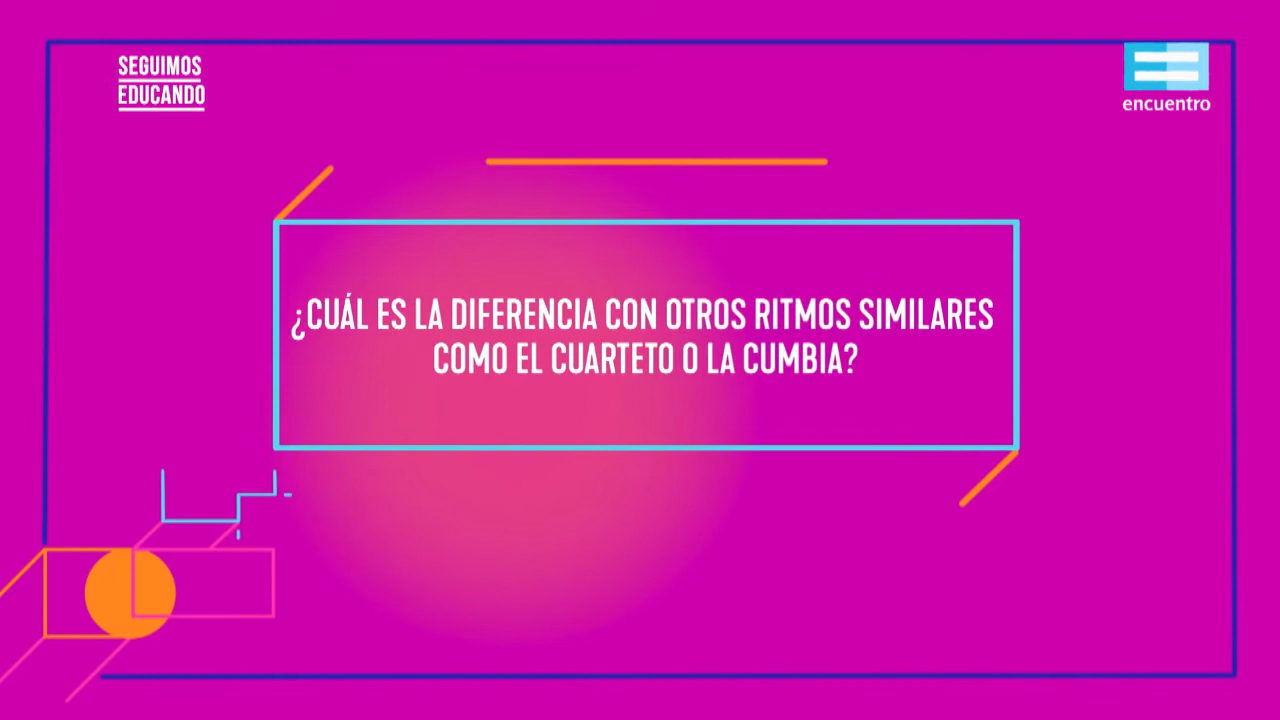 SEGUIMOS
EDUCANDO
encuentro
¿CUÁL ES LA DIFERENCIA CON OTROS RITMOS SIMILARES
COMO EL CUARTETO O LA CUMBIA?